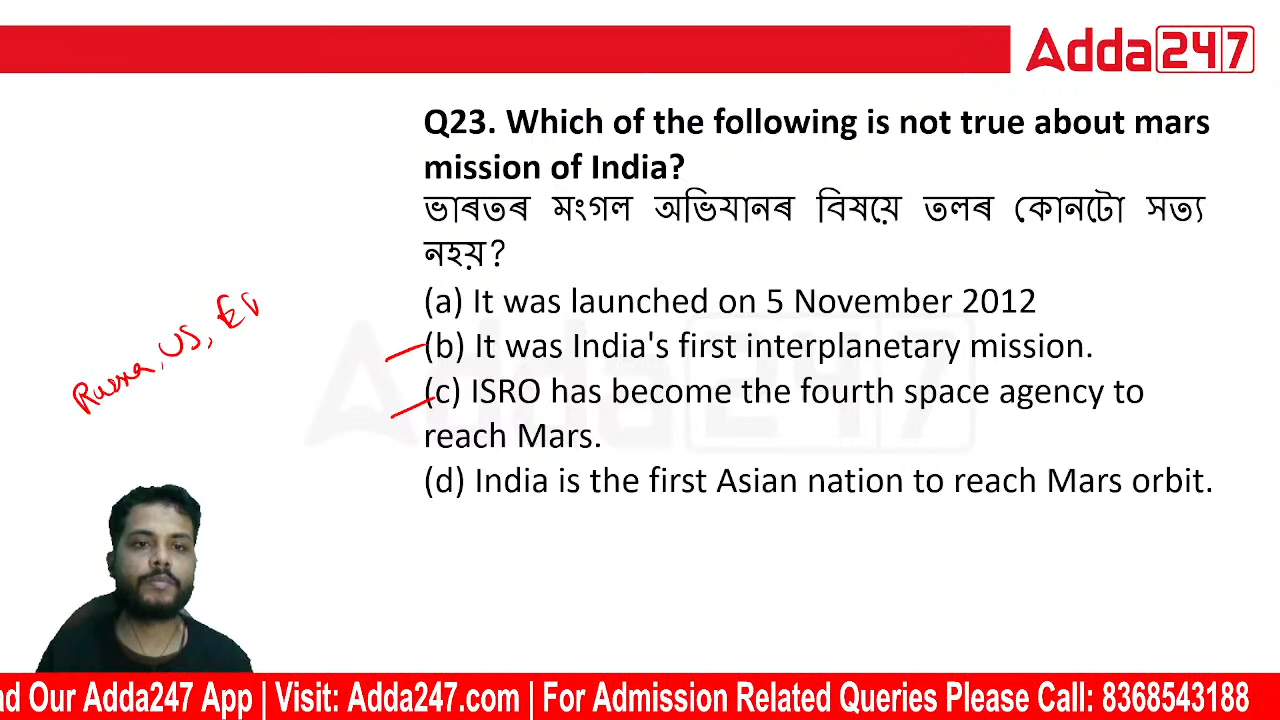 Adda247
Q23. Which of the following is not true about mars
mission of India?
ভাৰতৰ মংগল অভিযানৰ বিষয়ে তলৰ কোনটো সত্য
নহয়?
(a) It was launched on 5 November 2012
(b) It was India's first interplanetary mission.
(c) ISRO has become the fourth space agency to
reach Mars.
(d) India is the first Asian nation to reach Mars orbit.
Russia, US,
Adda247
nd Our Adda247 App | Visit: Adda247.com | For Admission Related Queries Please Call: 8368543188